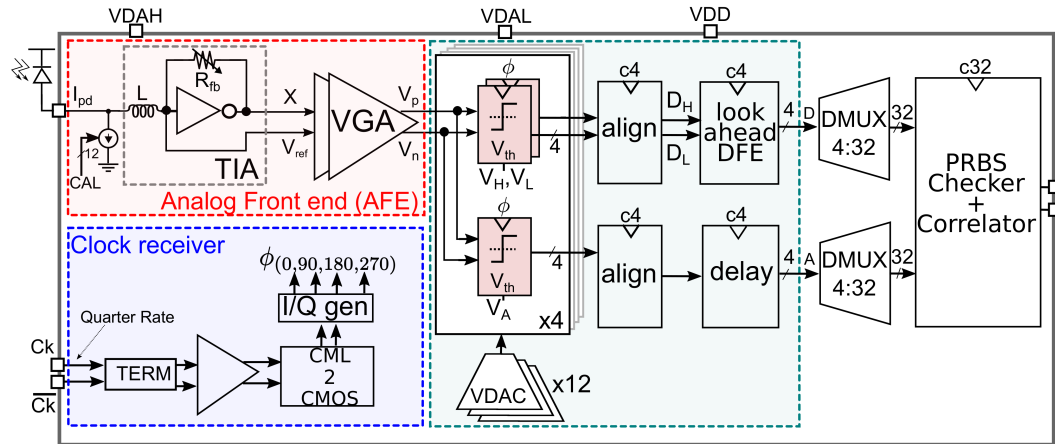 VDAH
VDAL
VDD
I_pd
L
R_fb
X
V_ref
12
CAL
TIA
VGA
V_p
V_n
Analog Front end (AFE)
ϕ
V_th
4
V_H,V_L
ϕ
V_th
4
V_A
x4
VDAC
x12
c4
align
D_H
D_L
c4
look
ahead
DFE
4
D
DMUX
4:32
32
c4
align
c4
delay
4
A
DMUX
4:32
32
c32
PRBS
Checker
+
Correlator
Clock receiver
ϕ(0,90,180,270)
I/Q gen
Quarter Rate
Ck
C̅k̅
TERM
CML
2
CMOS